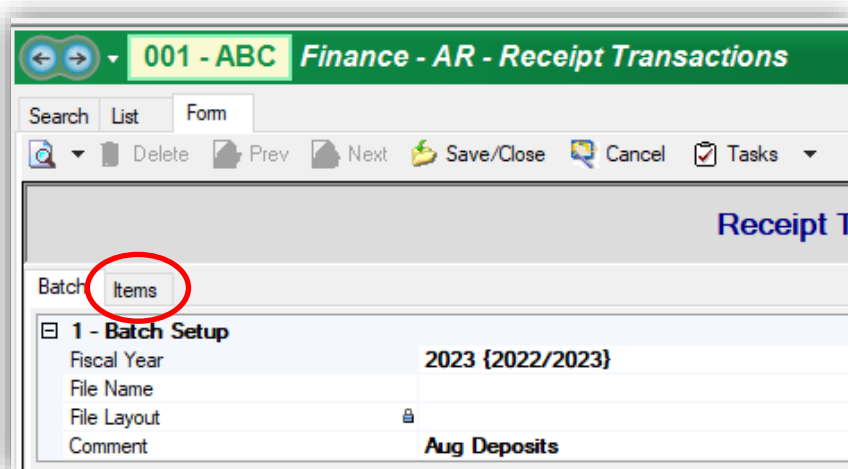 001 - ABC Finance - AR - Receipt Transactions
Search List Form
Delete Prev Next Save/Close Cancel Tasks
Receipt T
Batch Items
1 - Batch Setup
Fiscal Year 2023 {2022/2023}
File Name
File Layout
Comment Aug Deposits